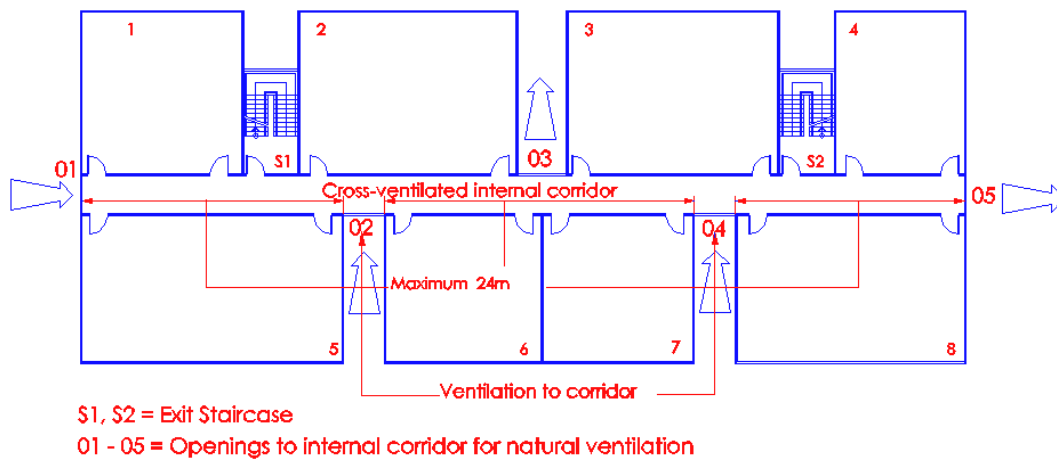 1
2
3
4
01
S1
03
S2
Cross-ventilated internal corridor
05
02
04
Maximum 24m
5
6
7
8
Ventilation to corridor
S1, S2 = Exit Staircase
01 - 05 = Openings to internal corridor for natural ventilation